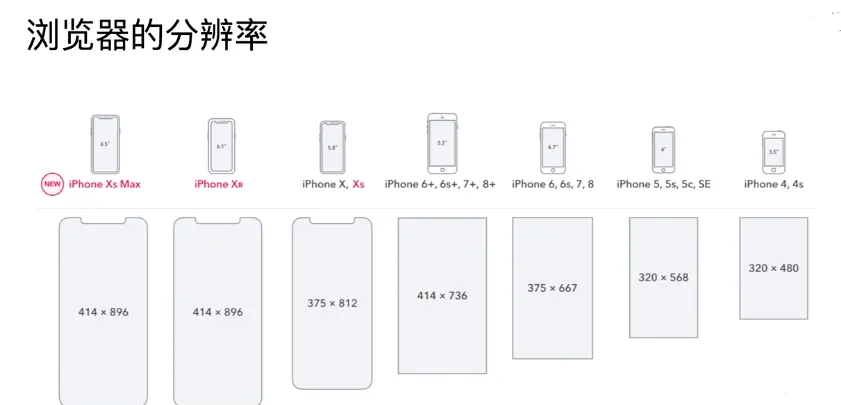 浏览器的分辨率
6.5"
6.1"
5.8"
5.5"
4.7"
4"
3.5"
NEW iPhone Xs Max
iPhone XR
iPhone X, Xs
iPhone 6+, 6s+, 7+, 8+
iPhone 6, 6s, 7, 8
iPhone 5, 5s, 5c, SE
iPhone 4, 4s
414 × 896
414 × 896
375 × 812
414 × 736
375 × 667
320 × 568
320 × 480